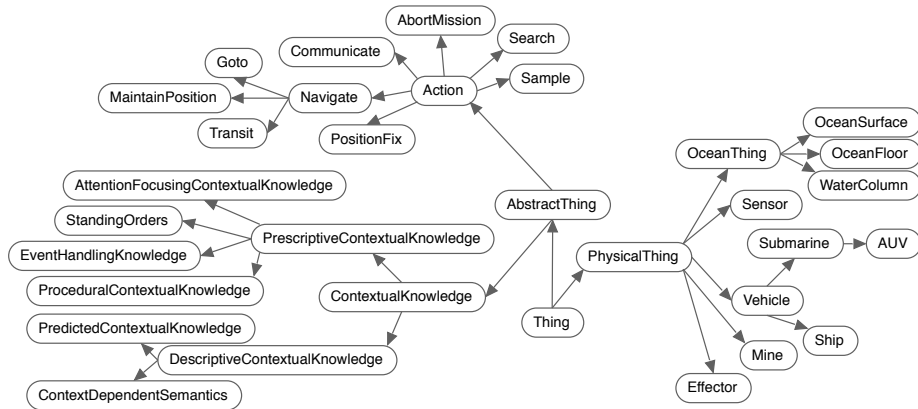 AbortMission
Communicate
Search
Goto
Sample
MaintainPosition
Navigate
Action
Transit
PositionFix
OceanSurface
OceanThing
OceanFloor
WaterColumn
AttentionFocusingContextualKnowledge
AbstractThing
Sensor
StandingOrders
PrescriptiveContextualKnowledge
Submarine
AUV
EventHandlingKnowledge
PhysicalThing
ProceduralContextualKnowledge
ContextualKnowledge
Vehicle
PredictedContextualKnowledge
Thing
Ship
DescriptiveContextualKnowledge
Mine
Effector
ContextDependentSemantics